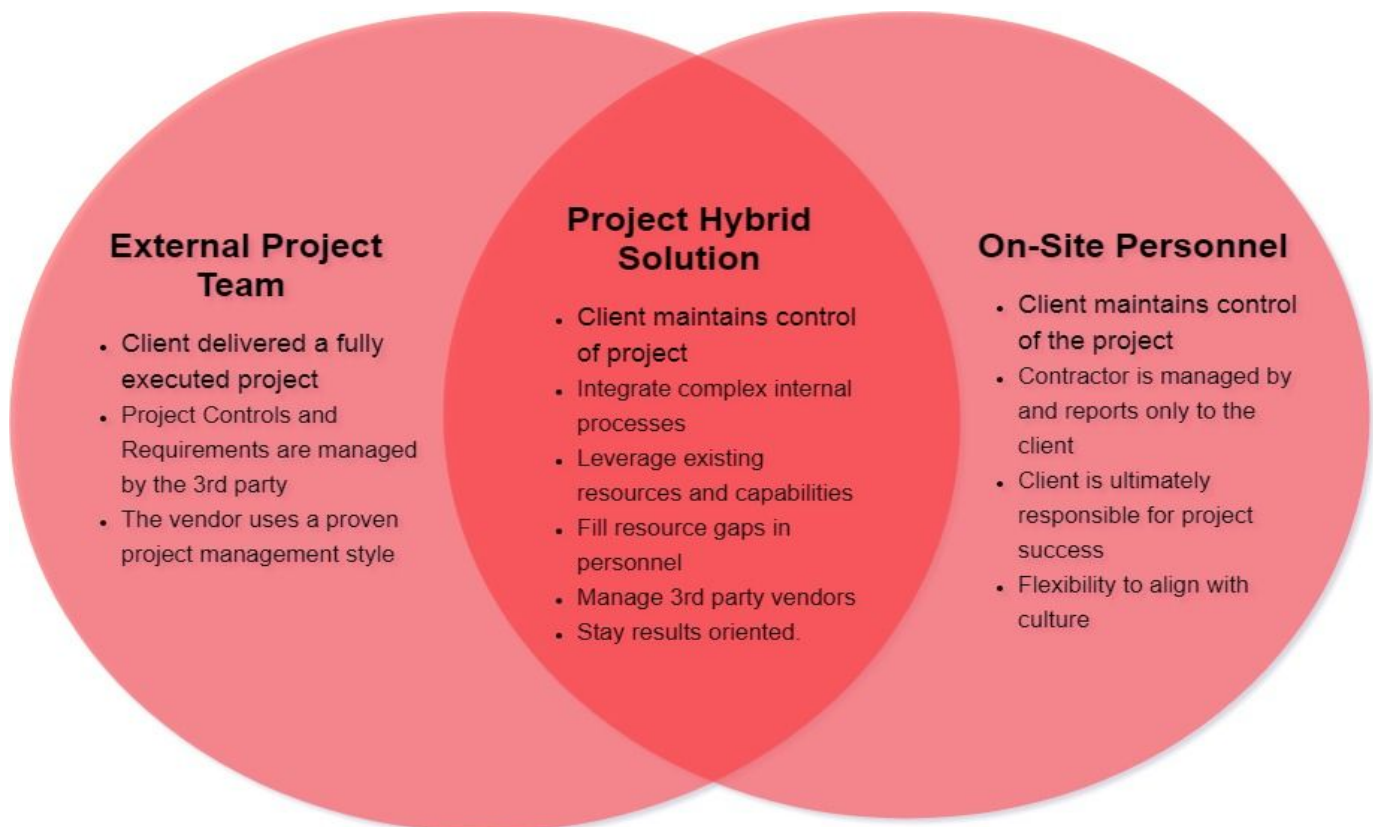 External Project
Team
• Client delivered a fully
executed project
• Project Controls and
Requirements are managed
by the 3rd party
• The vendor uses a proven
project management style
Project Hybrid
Solution
• Client maintains control
of project
• Integrate complex internal
processes
• Leverage existing
resources and capabilities
• Fill resource gaps in
personnel
• Manage 3rd party vendors
• Stay results oriented.
On-Site Personnel
• Client maintains control
of the project
• Contractor is managed by
and reports only to the
client
• Client is ultimately
responsible for project
success
• Flexibility to align with
culture